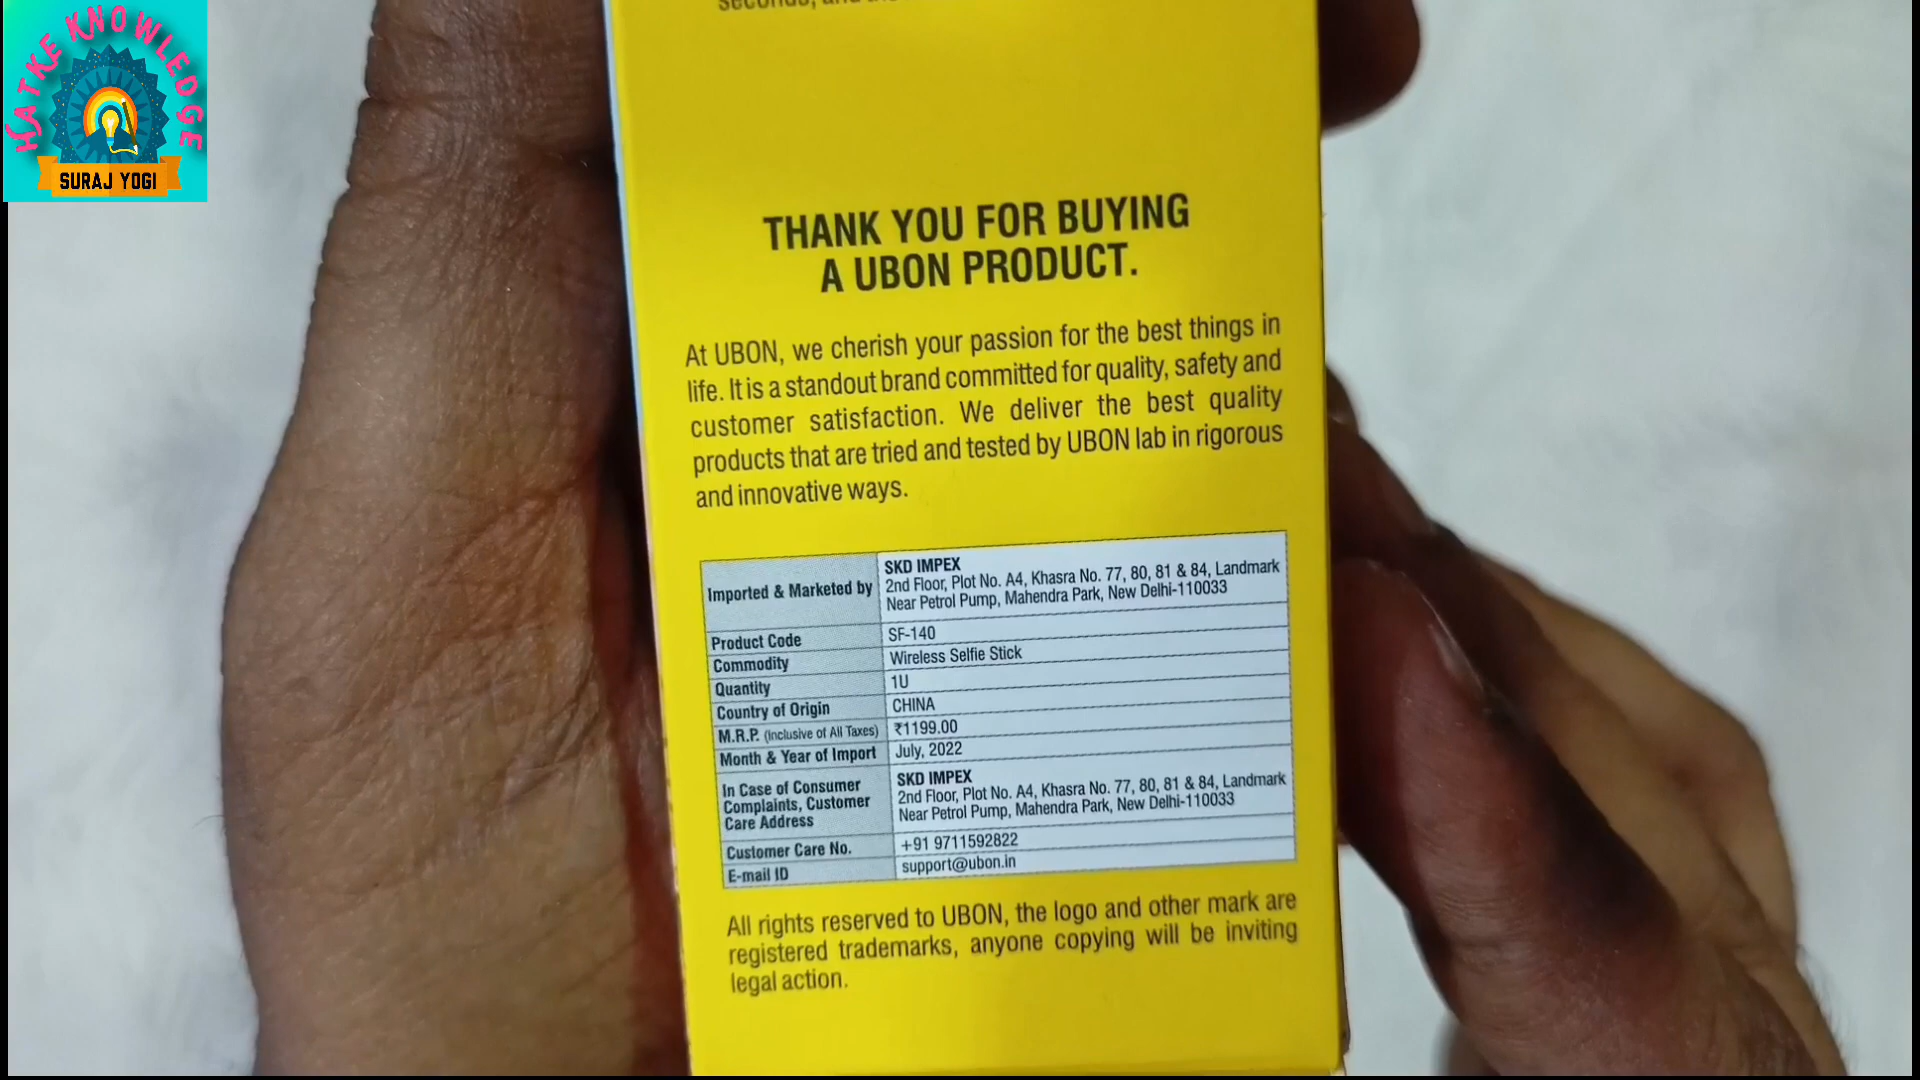 HATKE KNOWLEDGE
SURAJ YOGI
THANK YOU FOR BUYING
A UBON PRODUCT.
At UBON, we cherish your passion for the best things in
life. It is a standout brand committed for quality, safety and
customer satisfaction. We deliver the best quality
products that are tried and tested by UBON lab in rigorous
and innovative ways.
Imported & Marketed by
SKD IMPEX
2nd Floor, Plot No. A4, Khasra No. 77, 80, 81 & 84, Landmark
Near Petrol Pump, Mahendra Park, New Delhi-110033
Product Code SF-140
Commodity Wireless Selfie Stick
Quantity 1U
Country of Origin CHINA
M.R.P. (Inclusive of All Taxes) ₹1199.00
Month & Year of Import July, 2022
In Case of Consumer
Complaints, Customer
Care Address
SKD IMPEX
2nd Floor, Plot No. A4, Khasra No. 77, 80, 81 & 84, Landmark
Near Petrol Pump, Mahendra Park, New Delhi-110033
Customer Care No. +91 9711592822
E-mail ID support@ubon.in
All rights reserved to UBON, the logo and other mark are
registered trademarks, anyone copying will be inviting
legal action.